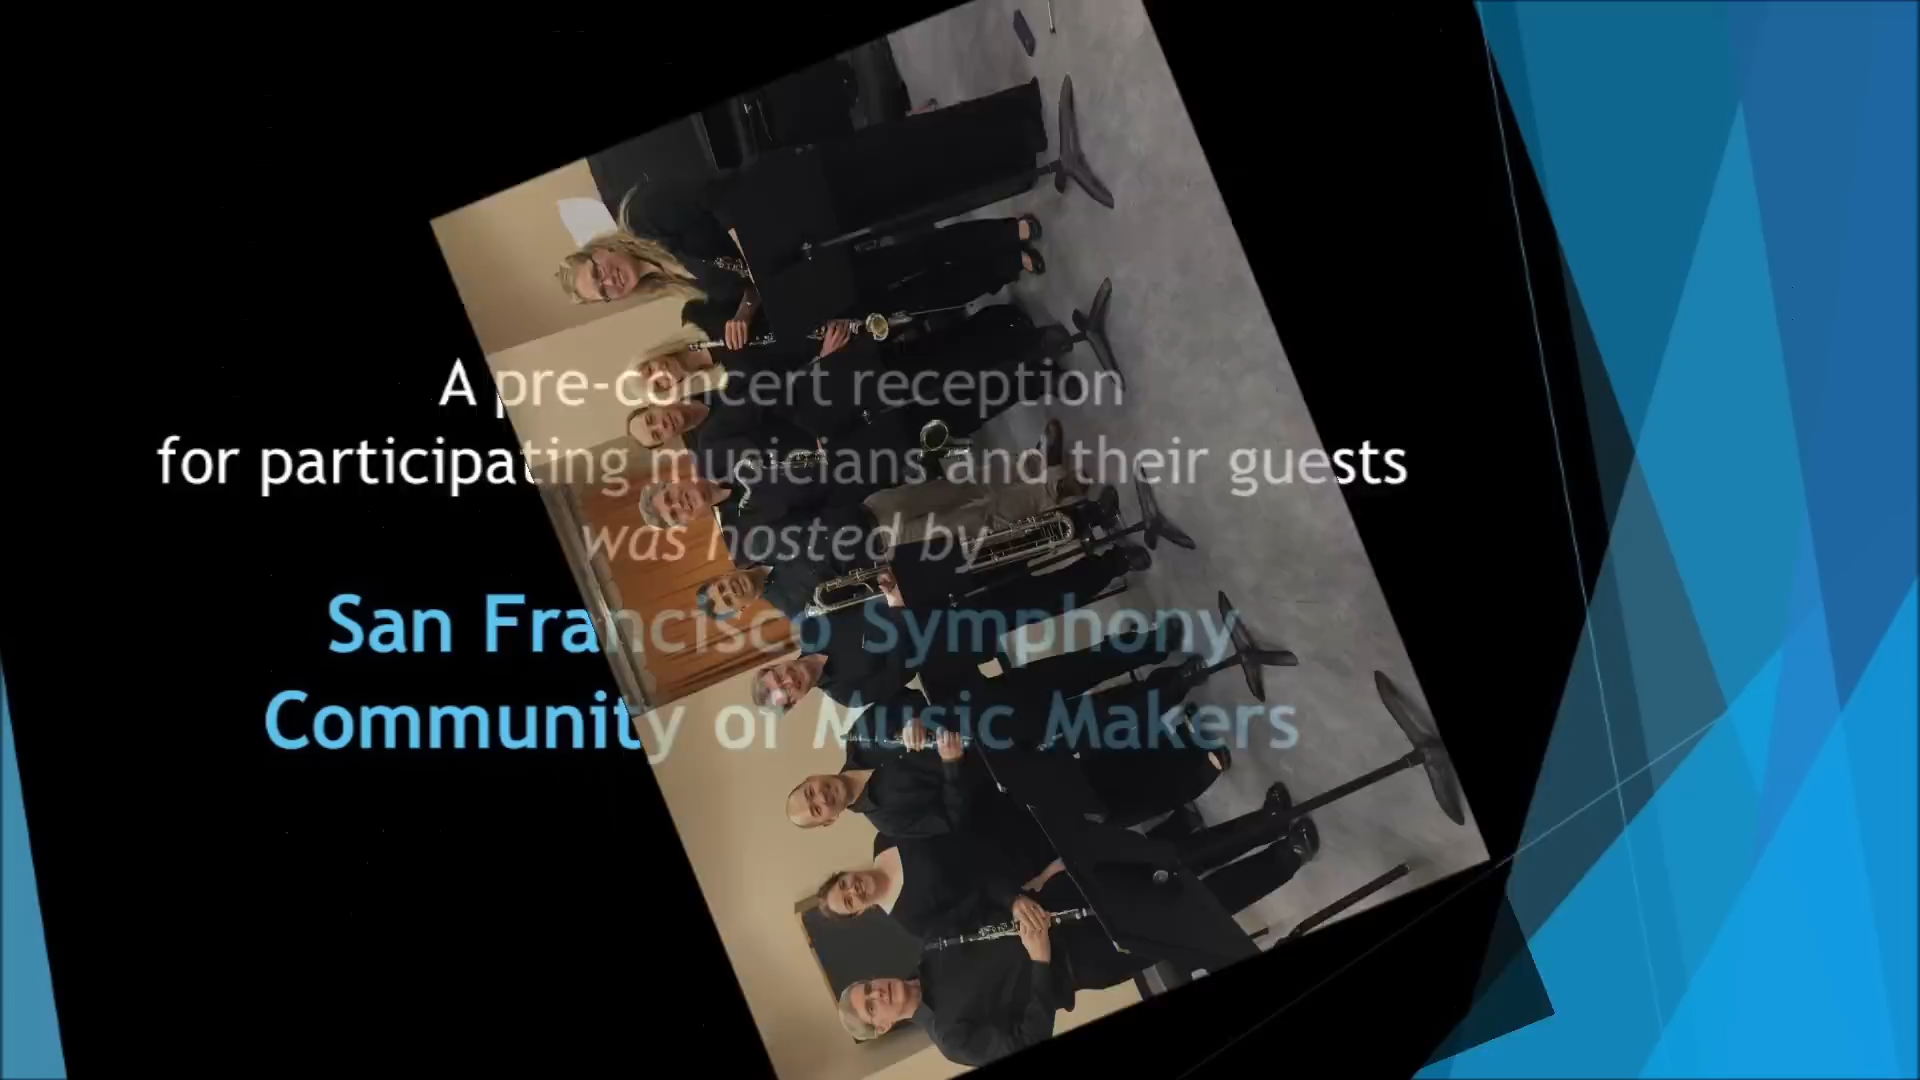 A pre-concert reception
for participating musicians and their guests
was hosted by
San Francisco Symphony
Community of Music Makers